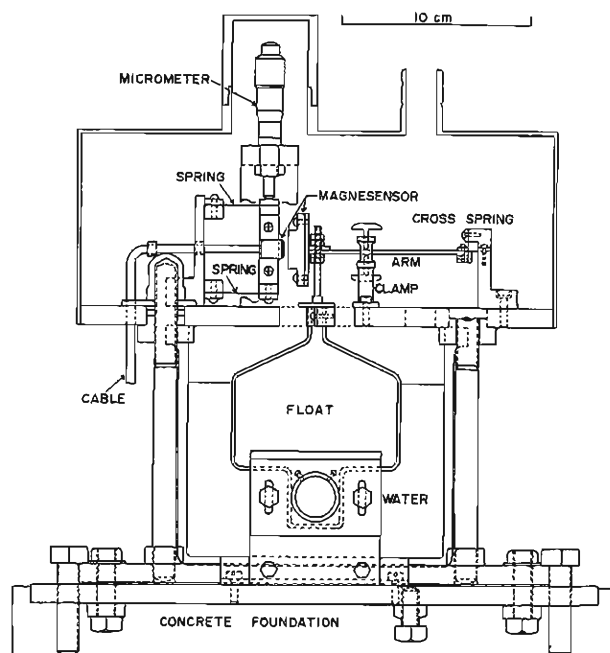 10 cm
MICROMETER
SPRING
MAGNESENSOR
CROSS SPRING
ARM
SPRING
CLAMP
CABLE
FLOAT
WATER
CONCRETE FOUNDATION